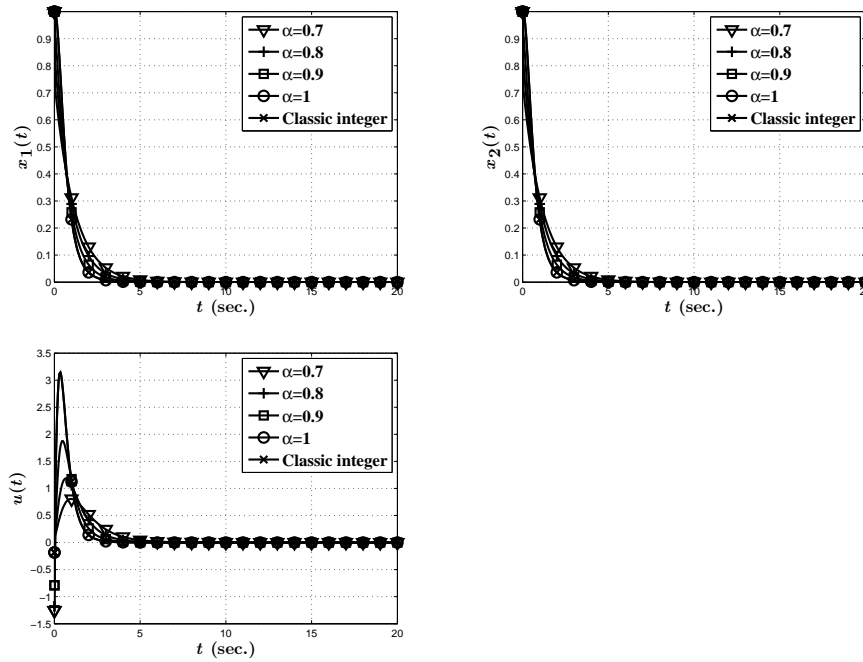 x1(t)
0.9
0.8
0.7
0.6
0.5
0.4
0.3
0.2
0.1
0
0
5
10
15
20
t (sec.)
α=0.7
α=0.8
α=0.9
α=1
Classic integer
x2(t)
0.9
0.8
0.7
0.6
0.5
0.4
0.3
0.2
0.1
0
0
5
10
15
20
t (sec.)
α=0.7
α=0.8
α=0.9
α=1
Classic integer
u(t)
3.5
3
2.5
2
1.5
1
0.5
0
−0.5
−1
−1.5
0
5
10
15
20
t (sec.)
α=0.7
α=0.8
α=0.9
α=1
Classic integer